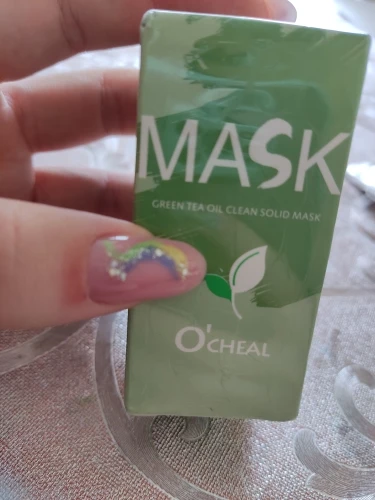 MASK
GREEN TEA OIL CLEAN SOLID MASK
O'CHEAL